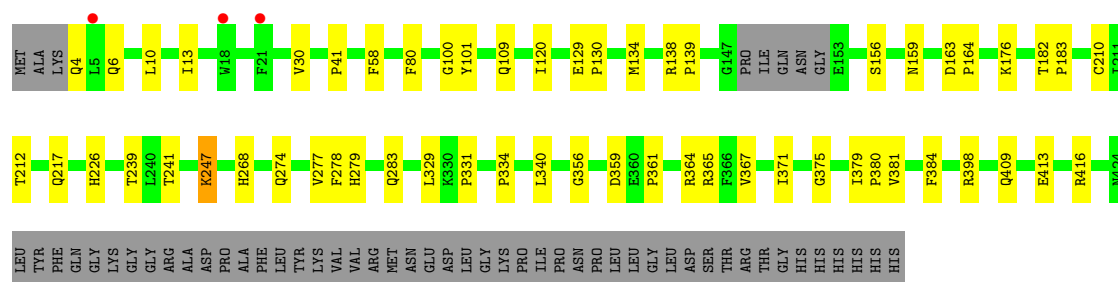 MET ALA LYS Q4 L5 Q6 L10 I13 W18 F21 V30 P41 F58 F80 G100 Y101 Q109 I120 E129 P130 M134 R138 P139 G147 PRO ILE GLN ASN GLY E153 S156 N159 D163 P164 K176 T182 P183 C210 I211
T212 Q217 H226 T239 L240 T241 K247 H268 Q274 V277 F278 H279 Q283 L329 K330 P331 P334 L340 G356 D359 E360 P361 R364 R365 F366 V367 I371 G375 I379 P380 V381 F384 R398 Q409 E413 R416 N424
LEU TYR PHE GLN GLY LYS GLY GLY ARG ALA ASP PRO ALA PHE LEU TYR LYS VAL VAL ARG MET ASN GLU ASP LEU GLY LYS PRO ILE PRO PRO ASN PRO LEU LEU GLY LEU ASP SER THR ARG THR GLY HIS HIS HIS HIS HIS HIS